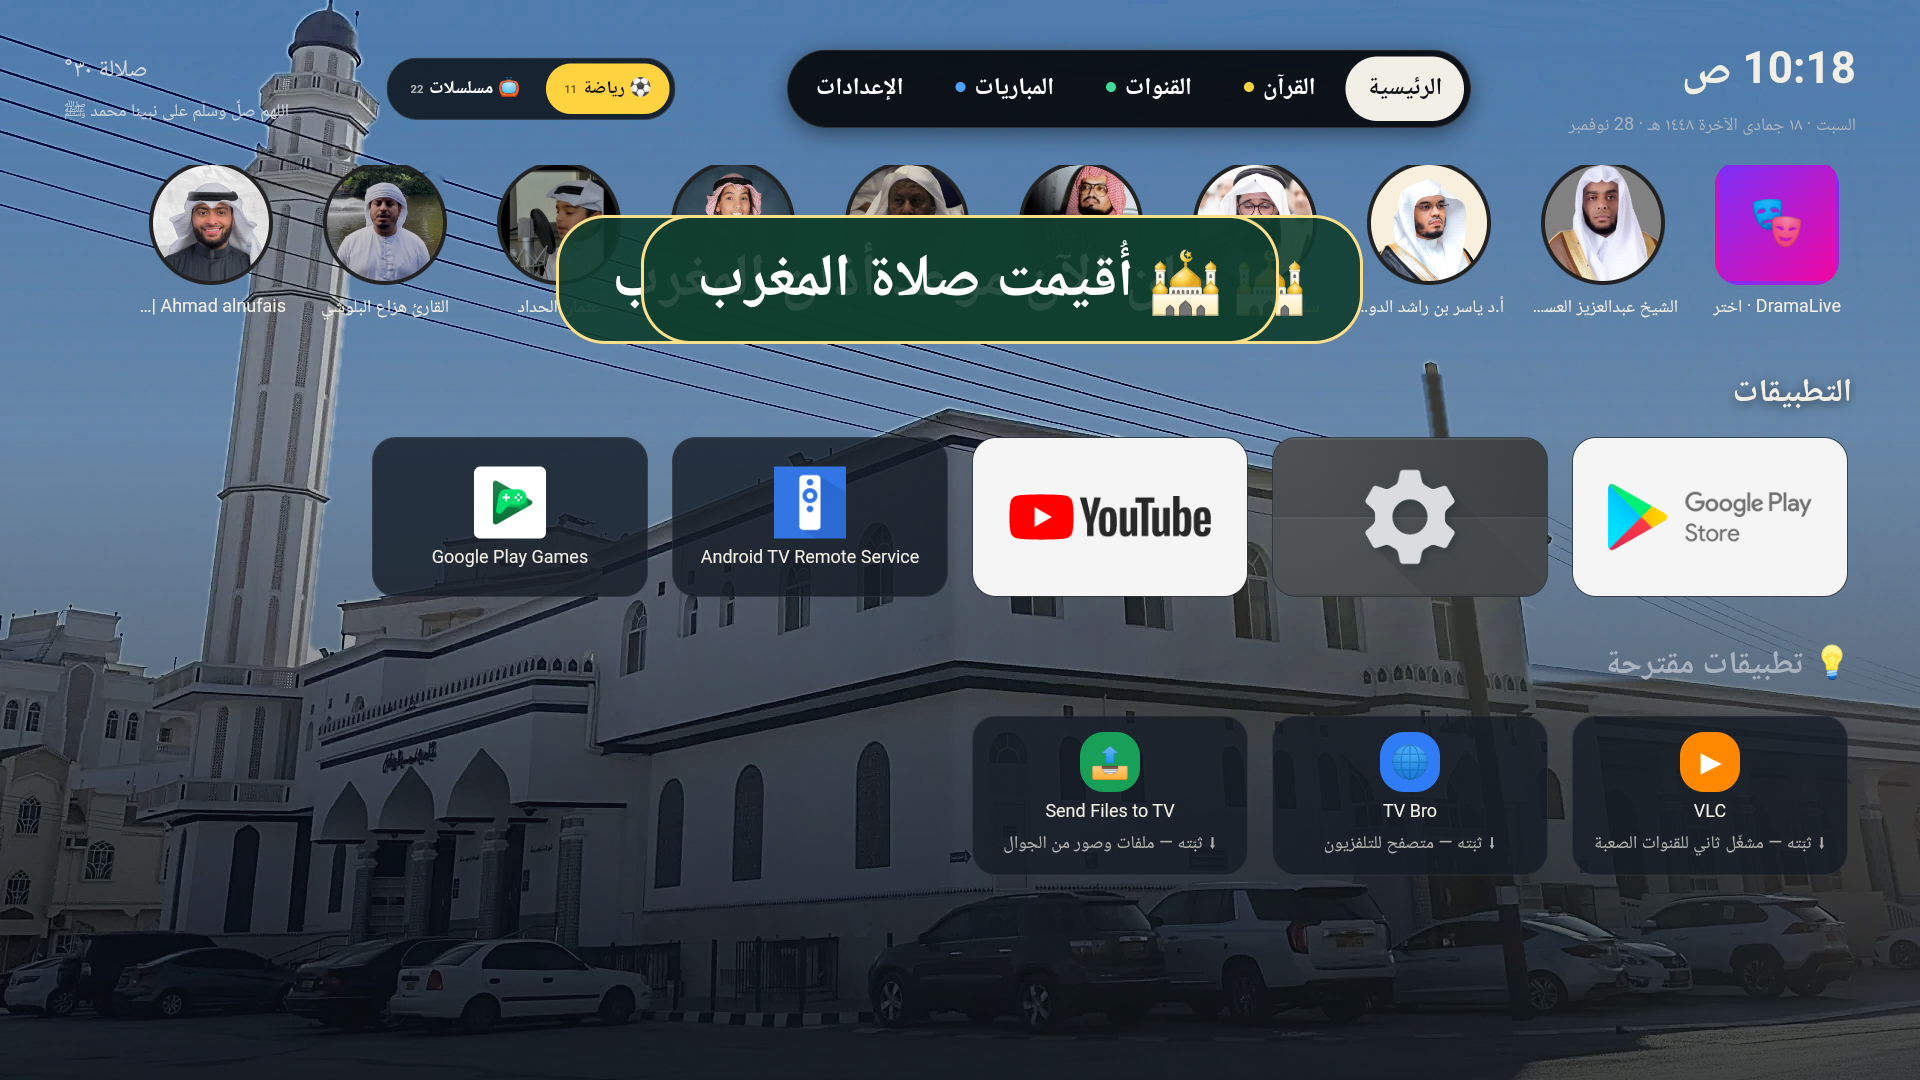 10:18 ص
السبت · ١٨ جمادى الآخرة ١٤٤٨ هـ · 28 نوفمبر
الرئيسية
القرآن
القنوات
المباريات
الإعدادات
رياضة 11
مسلسلات 22
صلالة ٣٠°
اللهم صلِّ وسلّم على نبينا محمد ﷺ
أُقيمت صلاة المغرب
DramaLive · اختر
الشيخ عبدالعزيز العس...
أ.د ياسر بن راشد الدو...
الحداد
القارئ هزاع البلوشي
Ahmad alnufais |...
التطبيقات
Google Play Store
YouTube
Android TV Remote Service
Google Play Games
تطبيقات مقترحة
VLC
⬇ ثبّته — مشغّل ثاني للقنوات الصعبة
TV Bro
⬇ ثبّته — متصفح للتلفزيون
Send Files to TV
⬇ ثبّته — ملفات وصور من الجوال